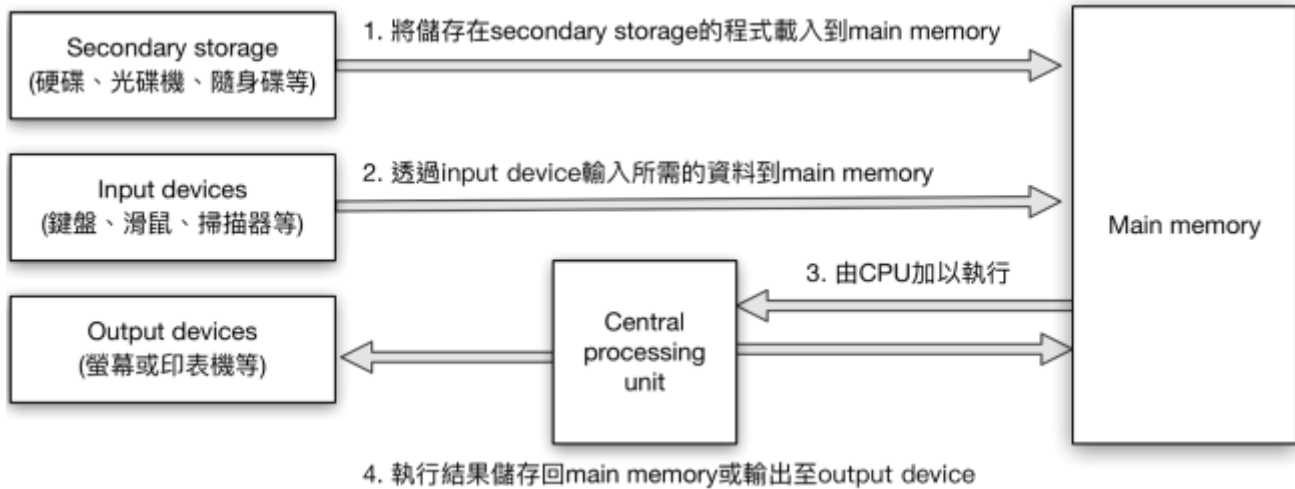 1. 將儲存在secondary storage的程式載入到main memory
Secondary storage
(硬碟、光碟機、隨身碟等)
2. 透過input device輸入所需的資料到main memory
Input devices
(鍵盤、滑鼠、掃描器等)
Main memory
3. 由CPU加以執行
Output devices
(螢幕或印表機等)
Central
processing
unit
4. 執行結果儲存回main memory或輸出至output device